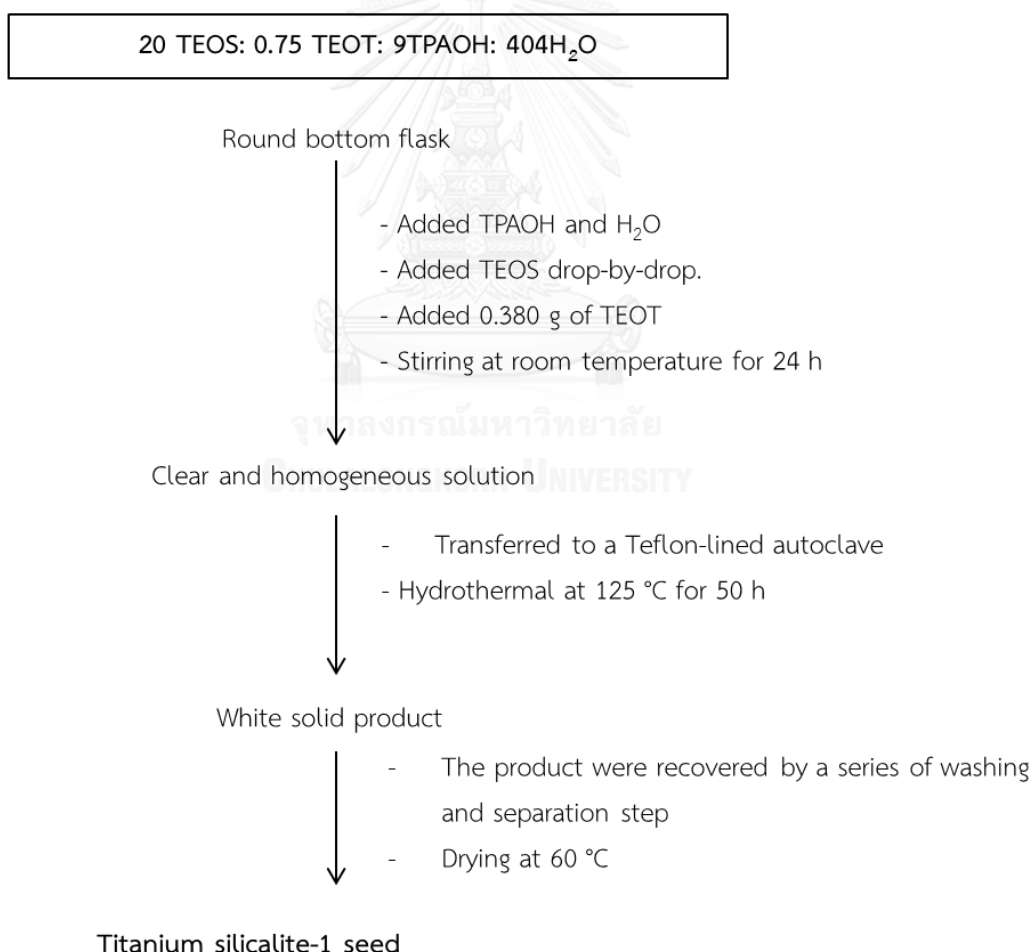 20 TEOS: 0.75 TEOT: 9TPAOH: 404H₂O
Round bottom flask
- Added TPAOH and H₂O
- Added TEOS drop-by-drop.
- Added 0.380 g of TEOT
- Stirring at room temperature for 24 h
จุฬาลงกรณ์มหาวิทยาลัย
Clear and homogeneous solution
CHULALONGKORN UNIVERSITY
- Transferred to a Teflon-lined autoclave
- Hydrothermal at 125 °C for 50 h
White solid product
- The product were recovered by a series of washing
and separation step
- Drying at 60 °C
Titanium silicalite-1 seed